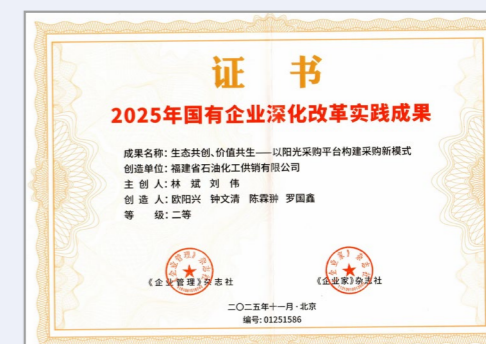 证 书
2025年国有企业深化改革实践成果
成果名称：生态共创、价值共生——以阳光采购平台构建采购新模式
创造单位：福建省石油化工供销有限公司
主 创 人：林 斌 刘 伟
创 造 人：欧阳兴 钟文清 陈霖翀 罗国鑫
等 级：二等
《企业管理》杂志社
《企业家》杂志社
二〇二五年十一月·北京
编号：01251586